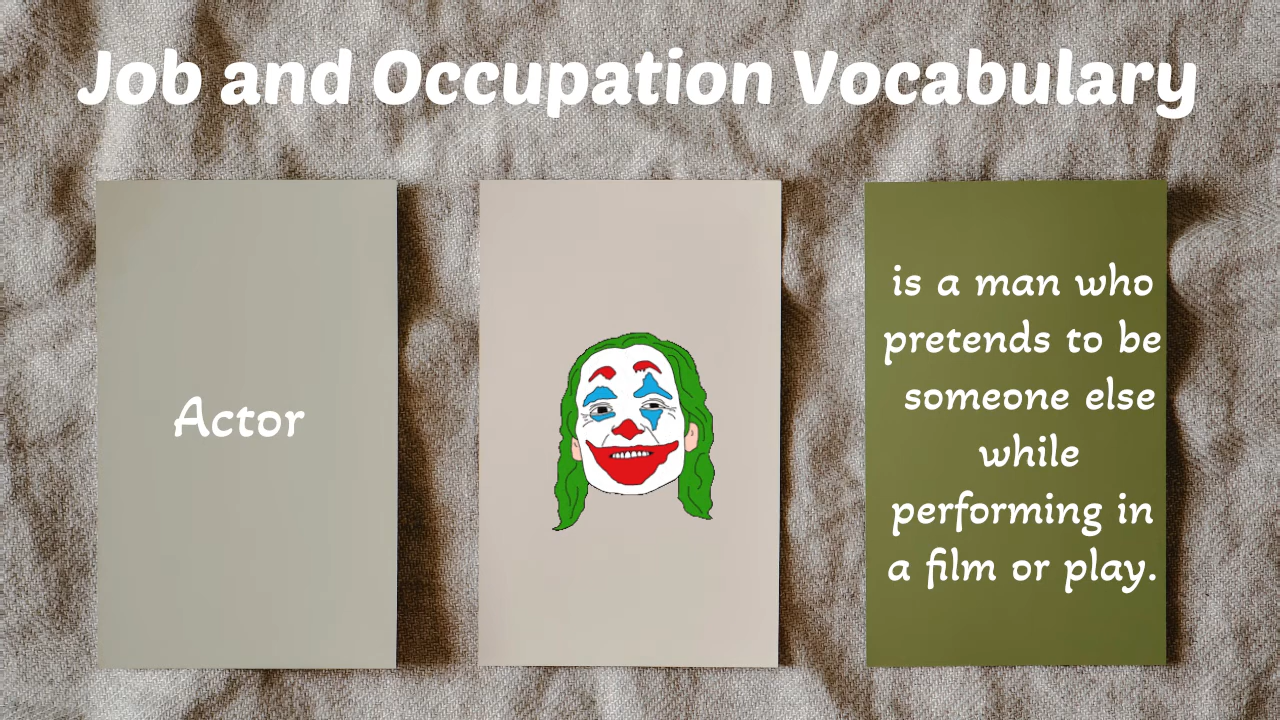 Job and Occupation Vocabulary
Actor
is a man who
pretends to be
someone else
while
performing in
a film or play.